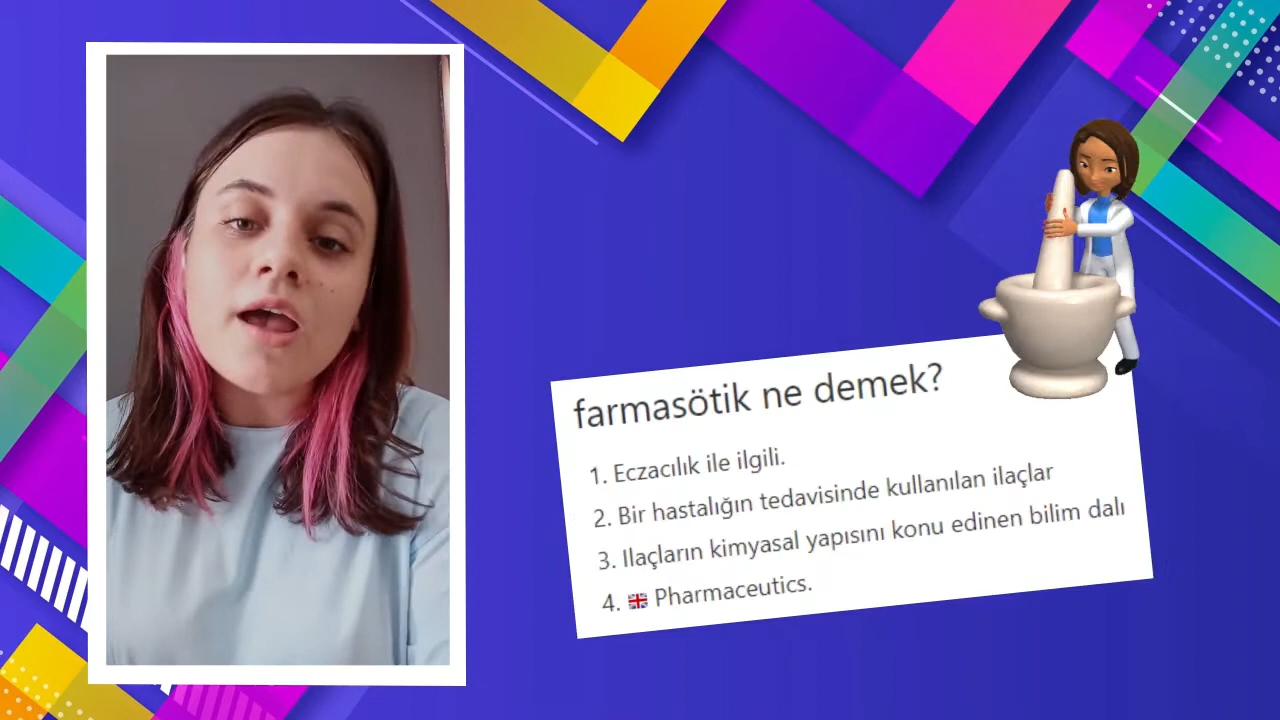 farmasötik ne demek?
1. Eczacılık ile ilgili.
2. Bir hastalığın tedavisinde kullanılan ilaçlar
3. Ilaçların kimyasal yapısını konu edinen bilim dalı
4. Pharmaceutics.